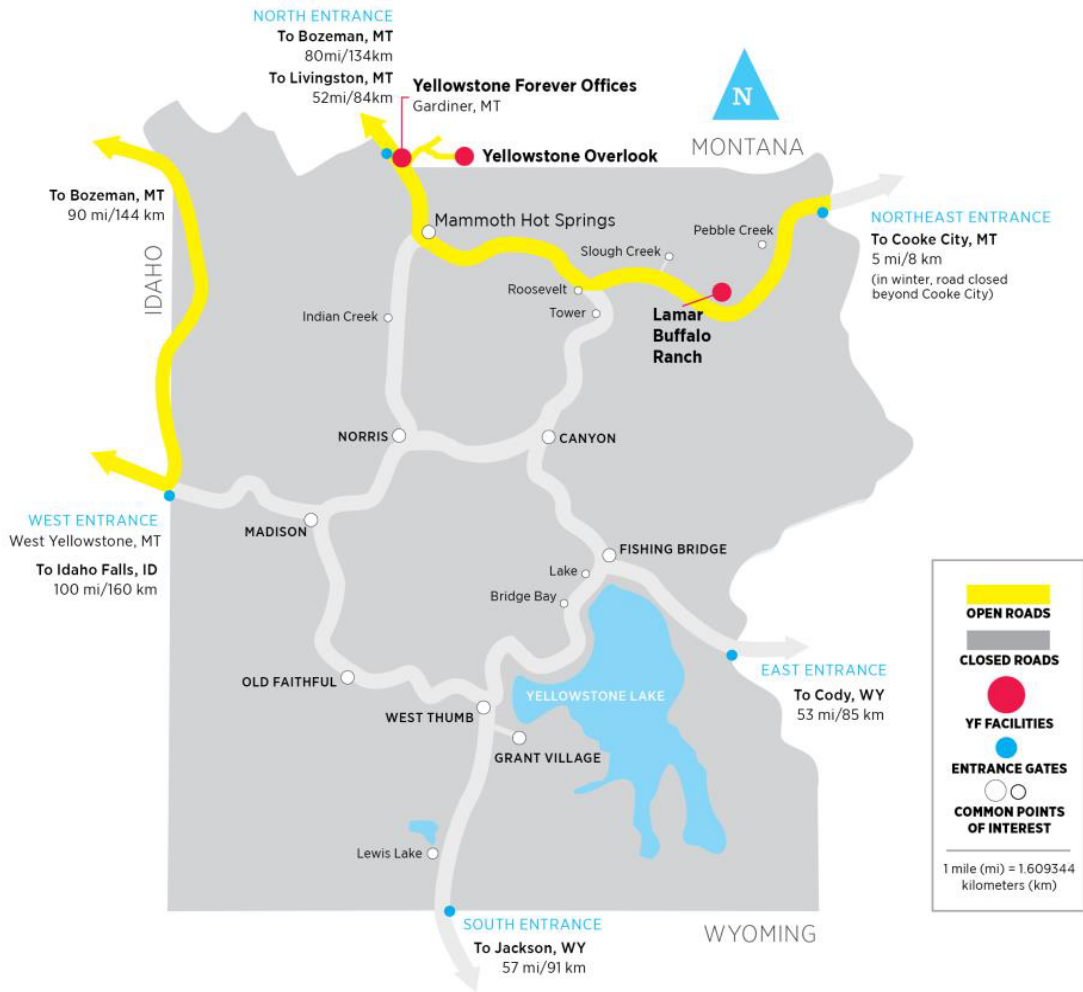 NORTH ENTRANCE
To Bozeman, MT
80mi/134km
To Livingston, MT
52mi/84km
Yellowstone Forever Offices
Gardiner, MT
Yellowstone Overlook
N
MONTANA
To Bozeman, MT
90 mi/144 km
IDAHO
Mammoth Hot Springs
Pebble Creek
Slough Creek
NORTHEAST ENTRANCE
To Cooke City, MT
5 mi/8 km
(in winter, road closed
beyond Cooke City)
Roosevelt
Tower
Indian Creek
Lamar
Buffalo
Ranch
NORRIS
CANYON
WEST ENTRANCE
West Yellowstone, MT
To Idaho Falls, ID
100 mi/160 km
MADISON
FISHING BRIDGE
Lake
Bridge Bay
EAST ENTRANCE
To Cody, WY
53 mi/85 km
OLD FAITHFUL
YELLOWSTONE LAKE
WEST THUMB
GRANT VILLAGE
Lewis Lake
SOUTH ENTRANCE
To Jackson, WY
57 mi/91 km
WYOMING
OPEN ROADS
CLOSED ROADS
YF FACILITIES
ENTRANCE GATES
COMMON POINTS
OF INTEREST
1 mile (mi) = 1.609344
kilometers (km)